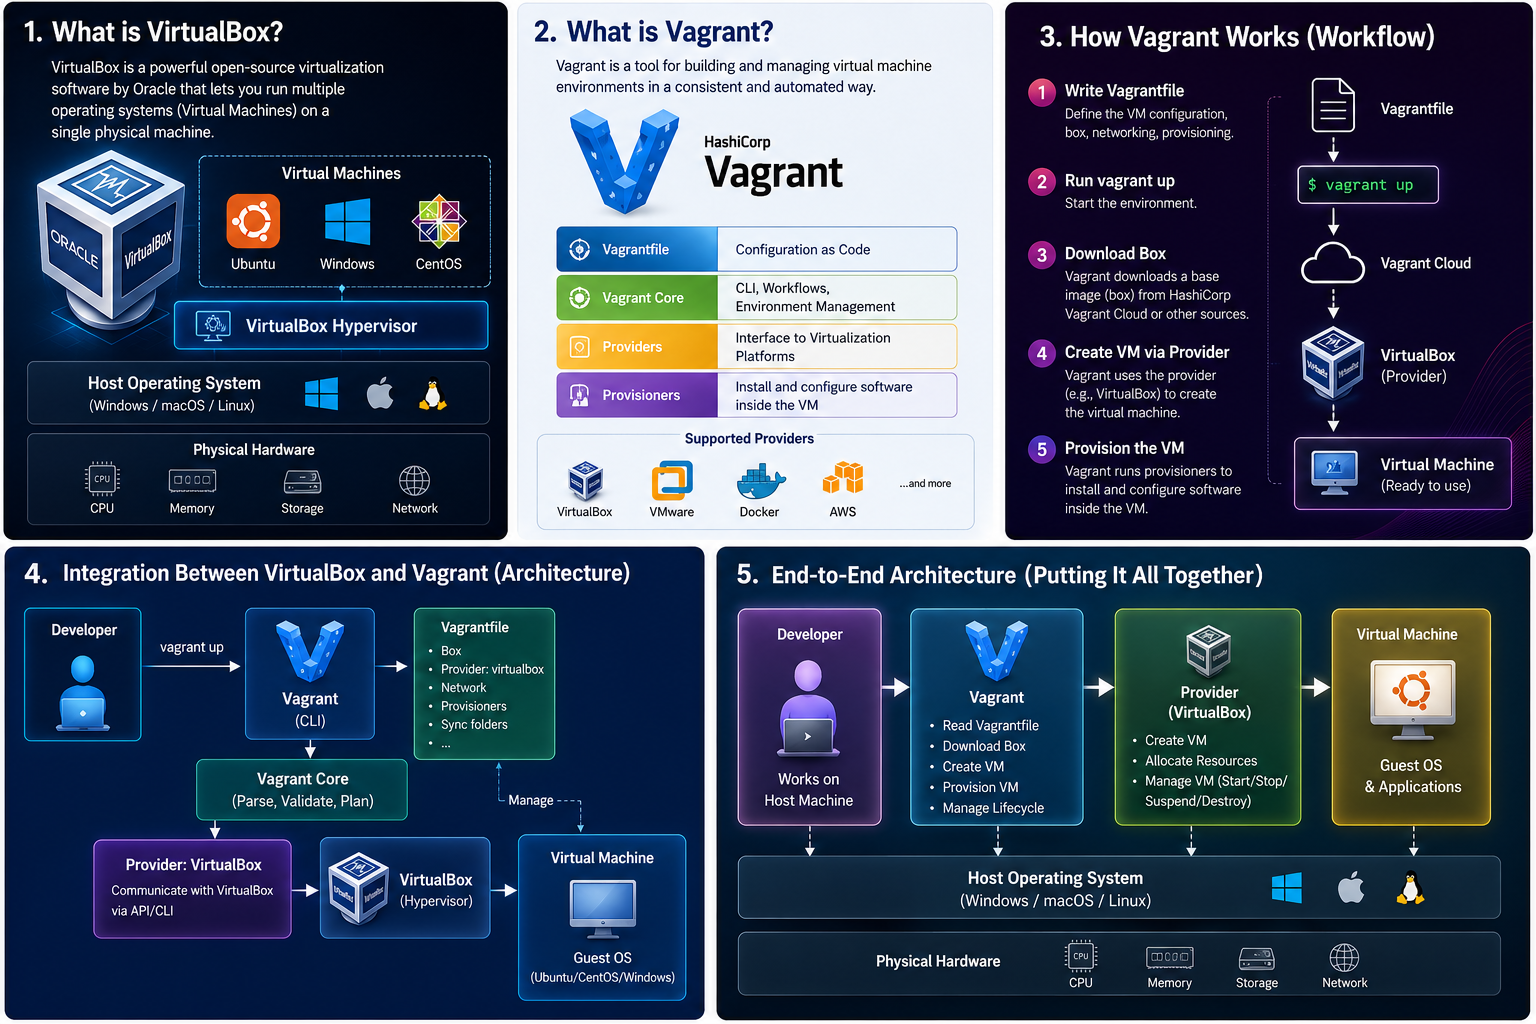 1. What is VirtualBox?
VirtualBox is a powerful open-source virtualization
software by Oracle that lets you run multiple
operating systems (Virtual Machines) on a
single physical machine.
ORACLE
VirtualBox
Virtual Machines
Ubuntu
Windows
CentOS
VirtualBox Hypervisor
Host Operating System
(Windows / macOS / Linux)
Physical Hardware
CPU
CPU
Memory
Storage
Network
2. What is Vagrant?
Vagrant is a tool for building and managing virtual machine
environments in a consistent and automated way.
HashiCorp
Vagrant
Vagrantfile
Configuration as Code
Vagrant Core
CLI, Workflows,
Environment Management
Providers
Interface to Virtualization
Platforms
Provisioners
Install and configure software
inside the VM
Supported Providers
VirtualBox
VMware
Docker
AWS
...and more
3. How Vagrant Works (Workflow)
1 Write Vagrantfile
Define the VM configuration,
box, networking, provisioning.
2 Run vagrant up
Start the environment.
3 Download Box
Vagrant downloads a base
image (box) from HashiCorp
Vagrant Cloud or other sources.
4 Create VM via Provider
Vagrant uses the provider
(e.g., VirtualBox) to create
the virtual machine.
5 Provision the VM
Vagrant runs provisioners to
install and configure software
inside the VM.
Vagrantfile
$ vagrant up
Vagrant Cloud
VirtualBox
(Provider)
Virtual Machine
(Ready to use)
4. Integration Between VirtualBox and Vagrant (Architecture)
Developer
vagrant up
Vagrant
(CLI)
Vagrantfile
• Box
• Provider: virtualbox
• Network
• Provisioners
• Sync folders
• ...
Vagrant Core
(Parse, Validate, Plan)
Manage
Provider: VirtualBox
Communicate with VirtualBox
via API/CLI
VirtualBox
(Hypervisor)
Virtual Machine
Guest OS
(Ubuntu/CentOS/Windows)
5. End-to-End Architecture (Putting It All Together)
Developer
Works on
Host Machine
Vagrant
• Read Vagrantfile
• Download Box
• Create VM
• Provision VM
• Manage Lifecycle
Provider
(VirtualBox)
• Create VM
• Allocate Resources
• Manage VM (Start/Stop/
Suspend/Destroy)
Virtual Machine
Guest OS
& Applications
Host Operating System
(Windows / macOS / Linux)
Physical Hardware
CPU
CPU
Memory
Storage
Network